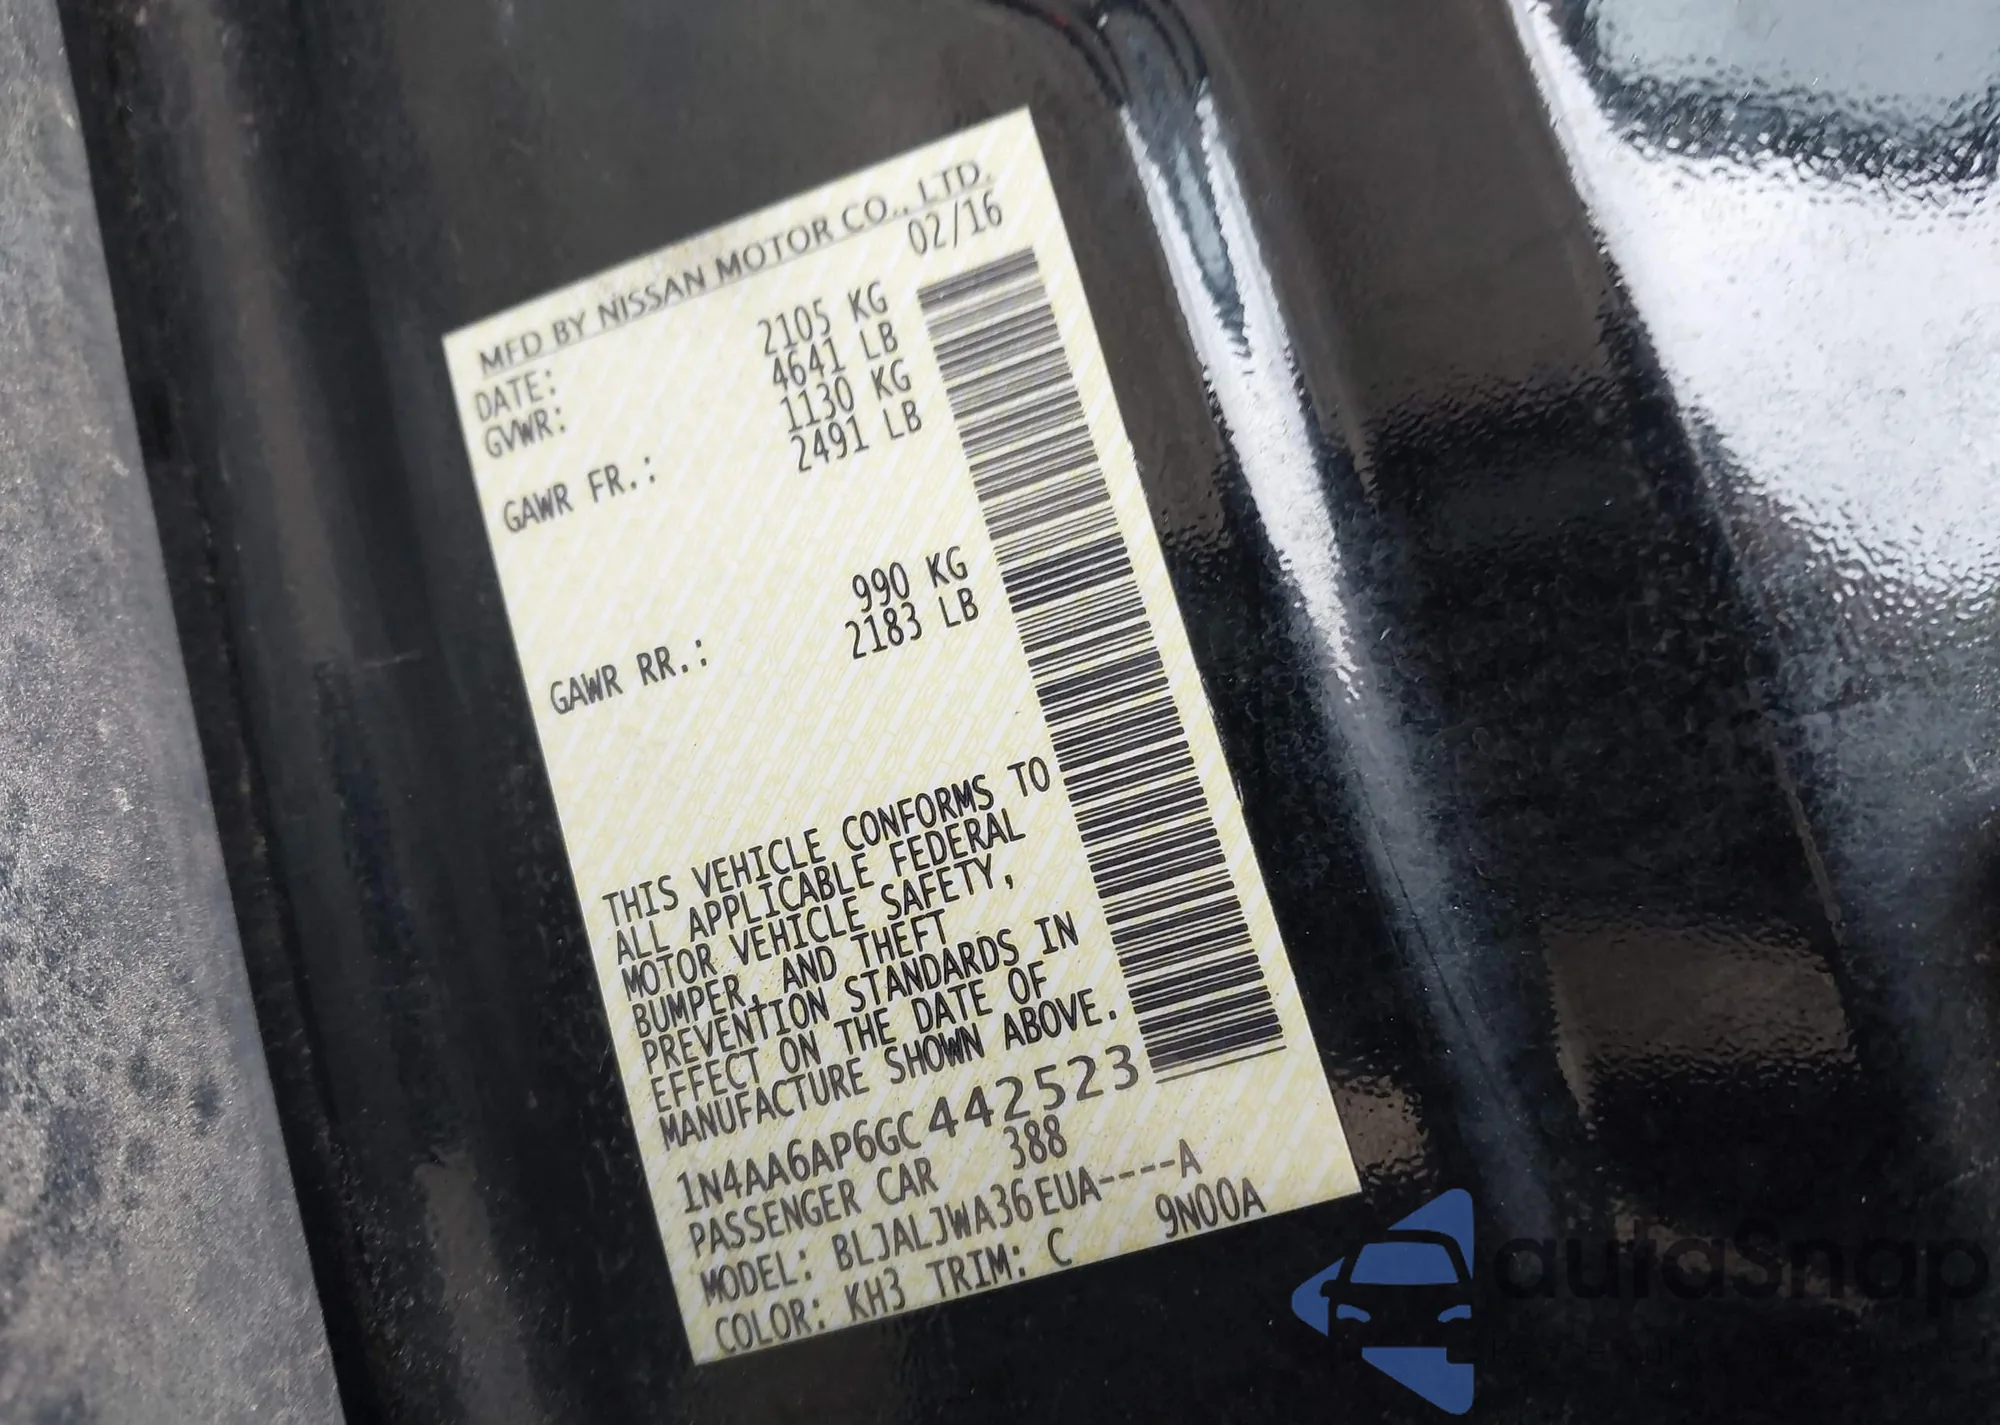 MFD BY NISSAN MOTOR CO., LTD.
DATE: 02/16
GVWR: 2105 KG
4641 LB
GAWR FR.: 1130 KG
2491 LB
GAWR RR.: 990 KG
2183 LB
THIS VEHICLE CONFORMS TO
ALL APPLICABLE FEDERAL
MOTOR VEHICLE SAFETY,
BUMPER, AND THEFT
PREVENTION STANDARDS IN
EFFECT ON THE DATE OF
MANUFACTURE SHOWN ABOVE.
1N4AA6AP6GC442523
PASSENGER CAR 388
MODEL: BLJALJWA36EUA----A
COLOR: KH3 TRIM: C 9N00A
autoSnap